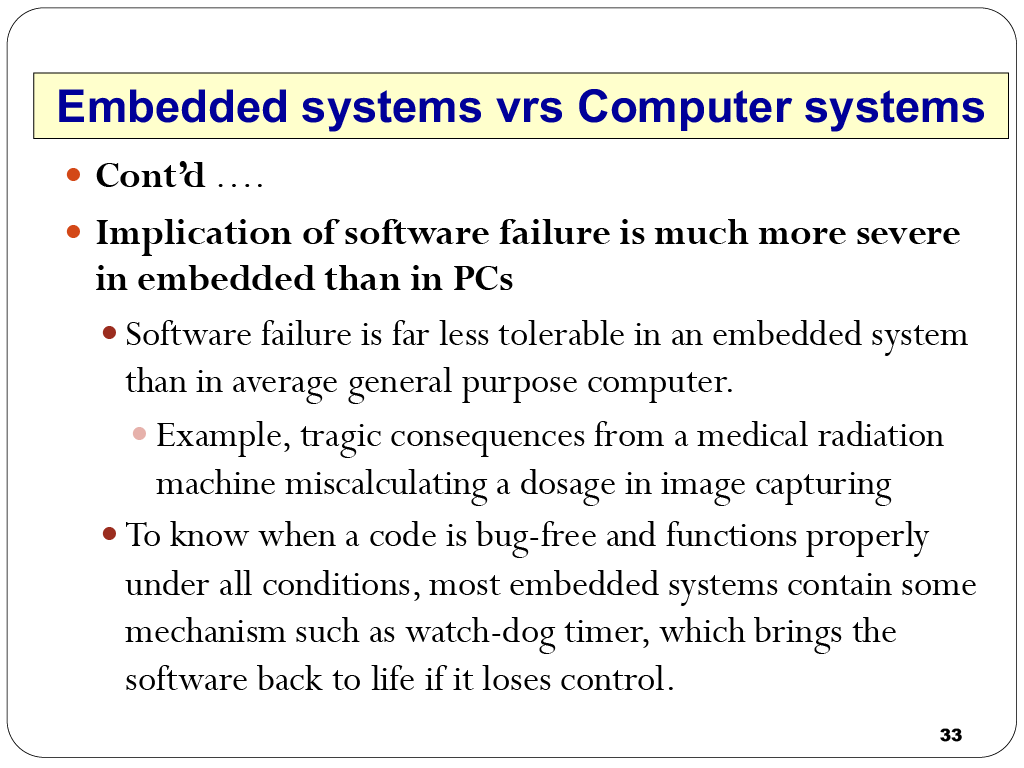 Embedded systems vrs Computer systems
Cont’d ….
Implication of software failure is much more severe
in embedded than in PCs
Software failure is far less tolerable in an embedded system
than in average general purpose computer.
Example, tragic consequences from a medical radiation
machine miscalculating a dosage in image capturing
To know when a code is bug-free and functions properly
under all conditions, most embedded systems contain some
mechanism such as watch-dog timer, which brings the
software back to life if it loses control.
33